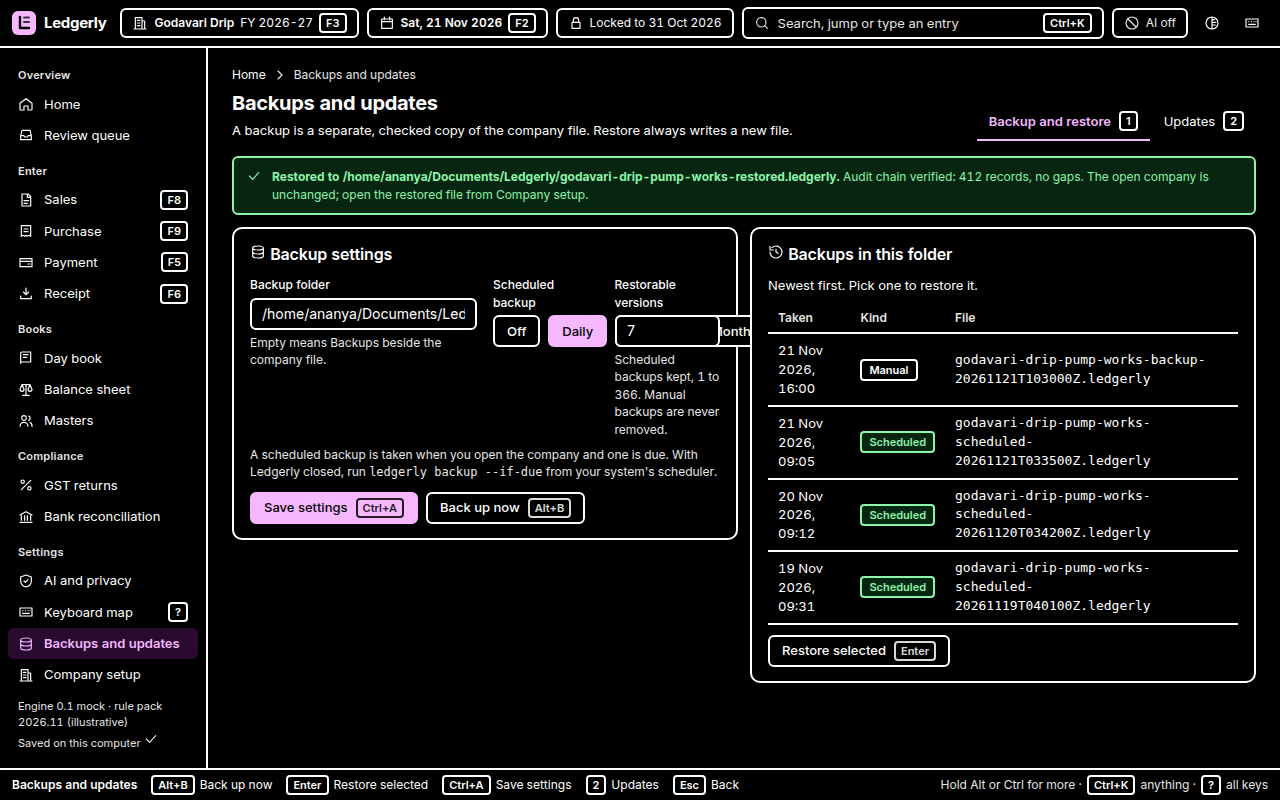 Ledgerly
Godavari Drip FY 2026-27 F3
Sat, 21 Nov 2026 F2
Locked to 31 Oct 2026
Search, jump or type an entry Ctrl+K
AI off
Overview
Home
Review queue
Enter
Sales F8
Purchase F9
Payment F5
Receipt F6
Books
Day book
Balance sheet
Masters
Compliance
GST returns
Bank reconciliation
Settings
AI and privacy
Keyboard map ?
Backups and updates
Company setup
Engine 0.1 mock · rule pack
2026.11 (illustrative)
Saved on this computer
Home > Backups and updates
Backups and updates
A backup is a separate, checked copy of the company file. Restore always writes a new file.
Backup and restore 1
Updates 2
Restored to /home/ananya/Documents/Ledgerly/godavari-drip-pump-works-restored.ledgerly. Audit chain verified: 412 records, no gaps. The open company is
unchanged; open the restored file from Company setup.
Backup settings
Backup folder
/home/ananya/Documents/Led
Empty means Backups beside the
company file.
Scheduled
backup
Off
Daily
Restorable
versions
7
Month
Scheduled
backups kept, 1 to
366. Manual
backups are never
removed.
A scheduled backup is taken when you open the company and one is due. With
Ledgerly closed, run ledgerly backup --if-due from your system's scheduler.
Save settings Ctrl+A
Back up now Alt+B
Backups in this folder
Newest first. Pick one to restore it.
Taken Kind File
21 Nov
2026,
16:00
Manual
godavari-drip-pump-works-backup-
20261121T103000Z.ledgerly
21 Nov
2026,
09:05
Scheduled
godavari-drip-pump-works-
scheduled-
20261121T033500Z.ledgerly
20 Nov
2026,
09:12
Scheduled
godavari-drip-pump-works-
scheduled-
20261120T034200Z.ledgerly
19 Nov
2026,
09:31
Scheduled
godavari-drip-pump-works-
scheduled-
20261119T040100Z.ledgerly
Restore selected Enter
Backups and updates Alt+B Back up now Enter Restore selected Ctrl+A Save settings 2 Updates Esc Back
Hold Alt or Ctrl for more · Ctrl+K anything · ? all keys